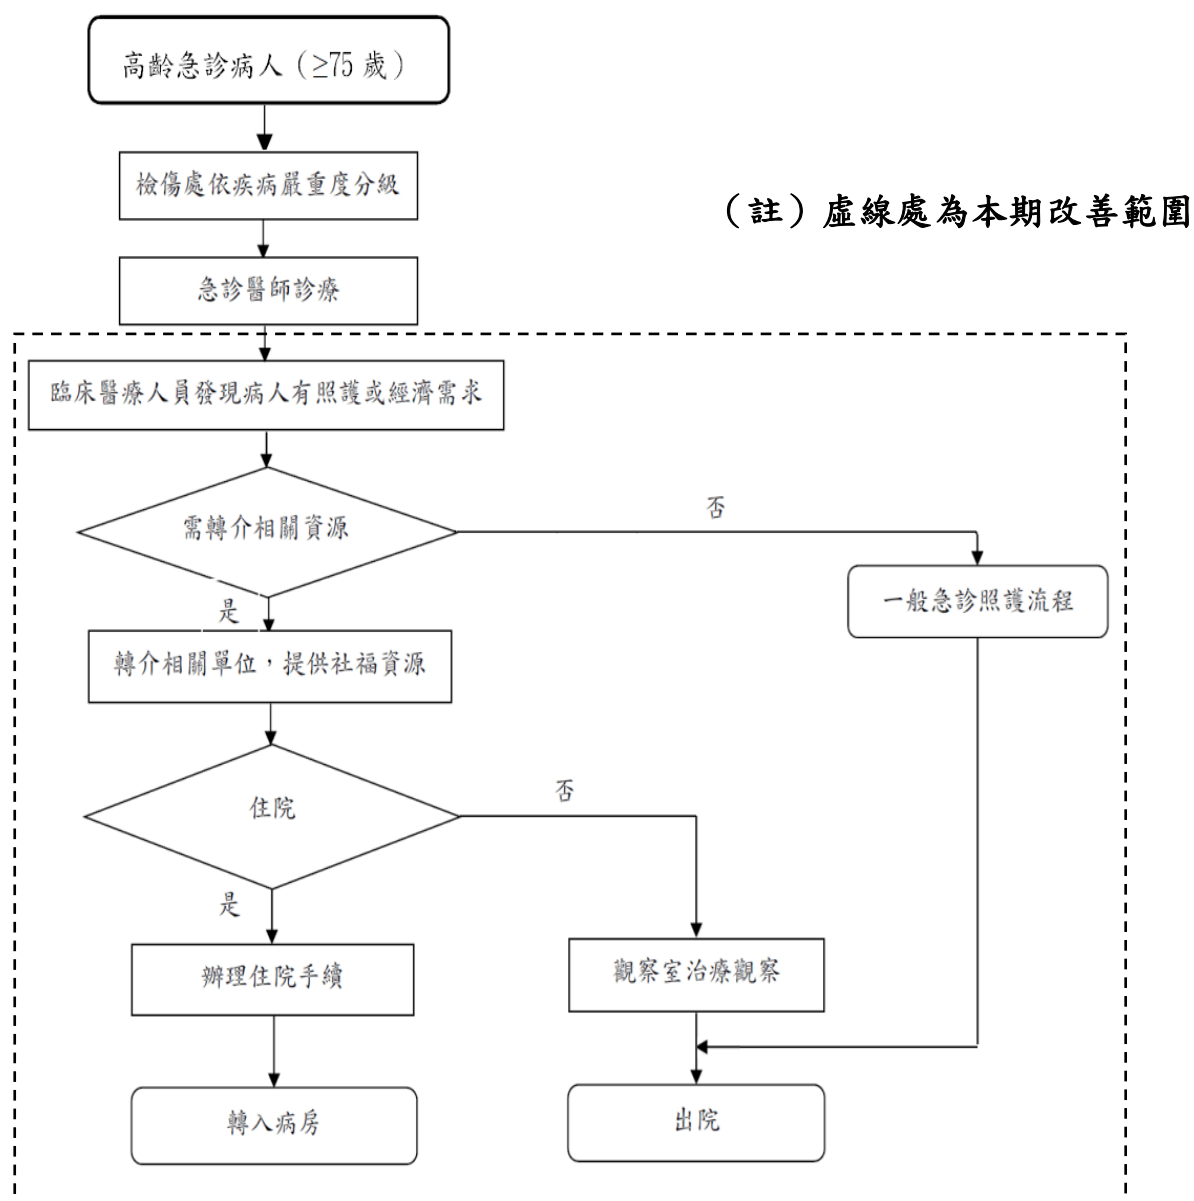 高齡急診病人（≥75 歲）
檢傷處依疾病嚴重度分級
（註）虛線處為本期改善範圍
急診醫師診療
臨床醫療人員發現病人有照護或經濟需求
需轉介相關資源
否
一般急診照護流程
是
轉介相關單位，提供社福資源
住院
否
是
辦理住院手續
觀察室治療觀察
轉入病房
出院